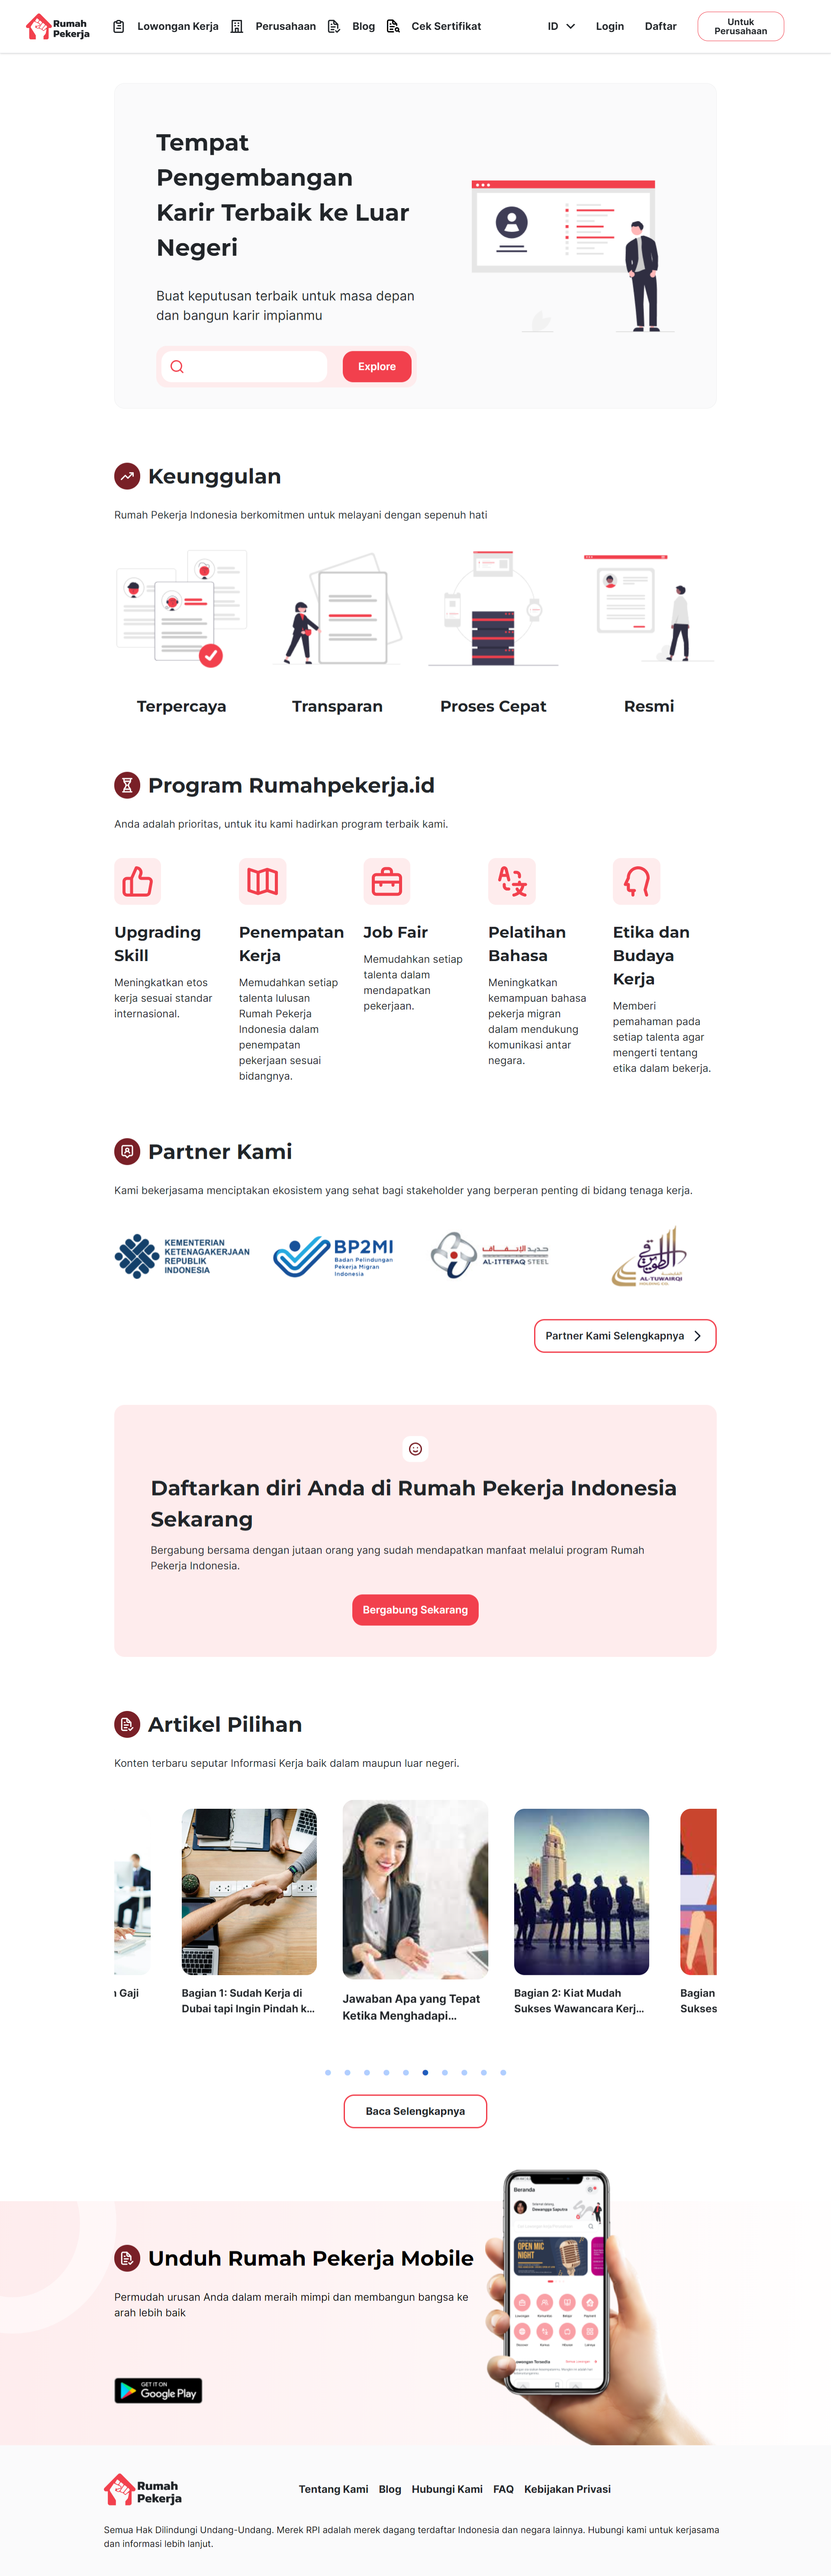 Rumah
Pekerja
Lowongan Kerja
Perusahaan
Blog
Cek Sertifikat
ID
Login
Daftar
Untuk
Perusahaan
Tempat
Pengembangan
Karir Terbaik ke Luar
Negeri
Buat keputusan terbaik untuk masa depan
dan bangun karir impianmu
Explore
Keunggulan
Rumah Pekerja Indonesia berkomitmen untuk melayani dengan sepenuh hati
Terpercaya
Transparan
Proses Cepat
Resmi
Program Rumahpekerja.id
Anda adalah prioritas, untuk itu kami hadirkan program terbaik kami.
Upgrading
Skill
Meningkatkan etos
kerja sesuai standar
internasional.
Penempatan
Kerja
Memudahkan setiap
talenta lulusan
Rumah Pekerja
Indonesia dalam
penempatan
pekerjaan sesuai
bidangnya.
Job Fair
Memudahkan setiap
talenta dalam
mendapatkan
pekerjaan.
Pelatihan
Bahasa
Meningkatkan
kemampuan bahasa
pekerja migran
dalam mendukung
komunikasi antar
negara.
Etika dan
Budaya
Kerja
Memberi
pemahaman pada
setiap talenta agar
mengerti tentang
etika dalam bekerja.
Partner Kami
Kami bekerjasama menciptakan ekosistem yang sehat bagi stakeholder yang berperan penting di bidang tenaga kerja.
KEMENTERIAN
KETENAGAKERJAAN
REPUBLIK
INDONESIA
BP2MI
Badan Pelindungan
Pekerja Migran
Indonesia
حديد الإتفاق
AL-ITTEFAQ STEEL
الطويرقي
AL-TUWAIRQI
Partner Kami Selengkapnya
Daftarkan diri Anda di Rumah Pekerja Indonesia
Sekarang
Bergabung bersama dengan jutaan orang yang sudah mendapatkan manfaat melalui program Rumah
Pekerja Indonesia.
Bergabung Sekarang
Artikel Pilihan
Konten terbaru seputar Informasi Kerja baik dalam maupun luar negeri.
Gaji
Bagian 1: Sudah Kerja di
Dubai tapi Ingin Pindah k...
Jawaban Apa yang Tepat
Ketika Menghadapi...
Bagian 2: Kiat Mudah
Sukses Wawancara Kerj...
Bagian
Sukses
Baca Selengkapnya
Unduh Rumah Pekerja Mobile
Permudah urusan Anda dalam meraih mimpi dan membangun bangsa ke
arah lebih baik
GET IT ON
Google Play
Beranda
Dewangga Saputra
OPEN MIC
NIGHT
Rumah
Pekerja
Tentang Kami
Blog
Hubungi Kami
FAQ
Kebijakan Privasi
Semua Hak Dilindungi Undang-Undang. Merek RPI adalah merek dagang terdaftar Indonesia dan negara lainnya. Hubungi kami untuk kerjasama
dan informasi lebih lanjut.